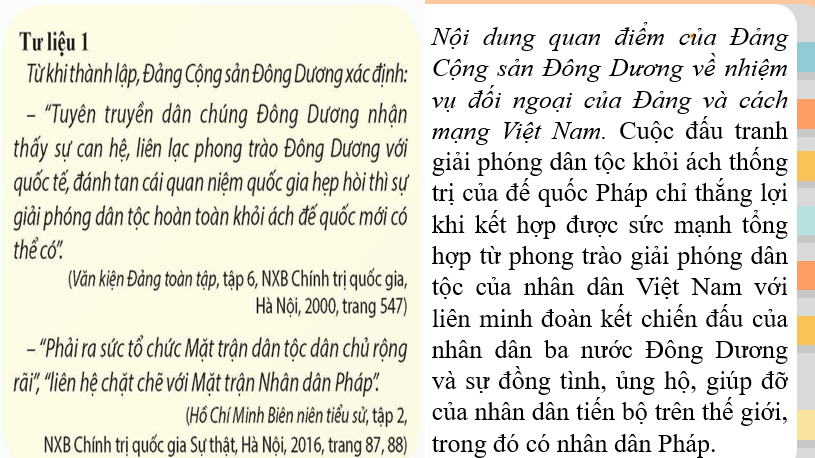 Tư liệu 1
Từ khi thành lập, Đảng Cộng sản Đông Dương xác định:
– “Tuyên truyền dân chúng Đông Dương nhận
thấy sự can hệ, liên lạc phong trào Đông Dương với
quốc tế, đánh tan cái quan niệm quốc gia hẹp hòi thì sự
giải phóng dân tộc hoàn toàn khỏi ách đế quốc mới có
thể có”.
(Văn kiện Đảng toàn tập, tập 6, NXB Chính trị quốc gia,
Hà Nội, 2000, trang 547)
– “Phải ra sức tổ chức Mặt trận dân tộc dân chủ rộng
rãi”, “liên hệ chặt chẽ với Mặt trận Nhân dân Pháp”.
(Hồ Chí Minh Biên niên tiểu sử, tập 2,
NXB Chính trị quốc gia Sự thật, Hà Nội, 2016, trang 87, 88)
Nội dung quan điểm của Đảng
Cộng sản Đông Dương về nhiệm
vụ đối ngoại của Đảng và cách
mạng Việt Nam. Cuộc đấu tranh
giải phóng dân tộc khỏi ách thống
trị của đế quốc Pháp chỉ thắng lợi
khi kết hợp được sức mạnh tổng
hợp từ phong trào giải phóng dân
tộc của nhân dân Việt Nam với
liên minh đoàn kết chiến đấu của
nhân dân ba nước Đông Dương
và sự đồng tình, ủng hộ, giúp đỡ
của nhân dân tiến bộ trên thế giới,
trong đó có nhân dân Pháp.